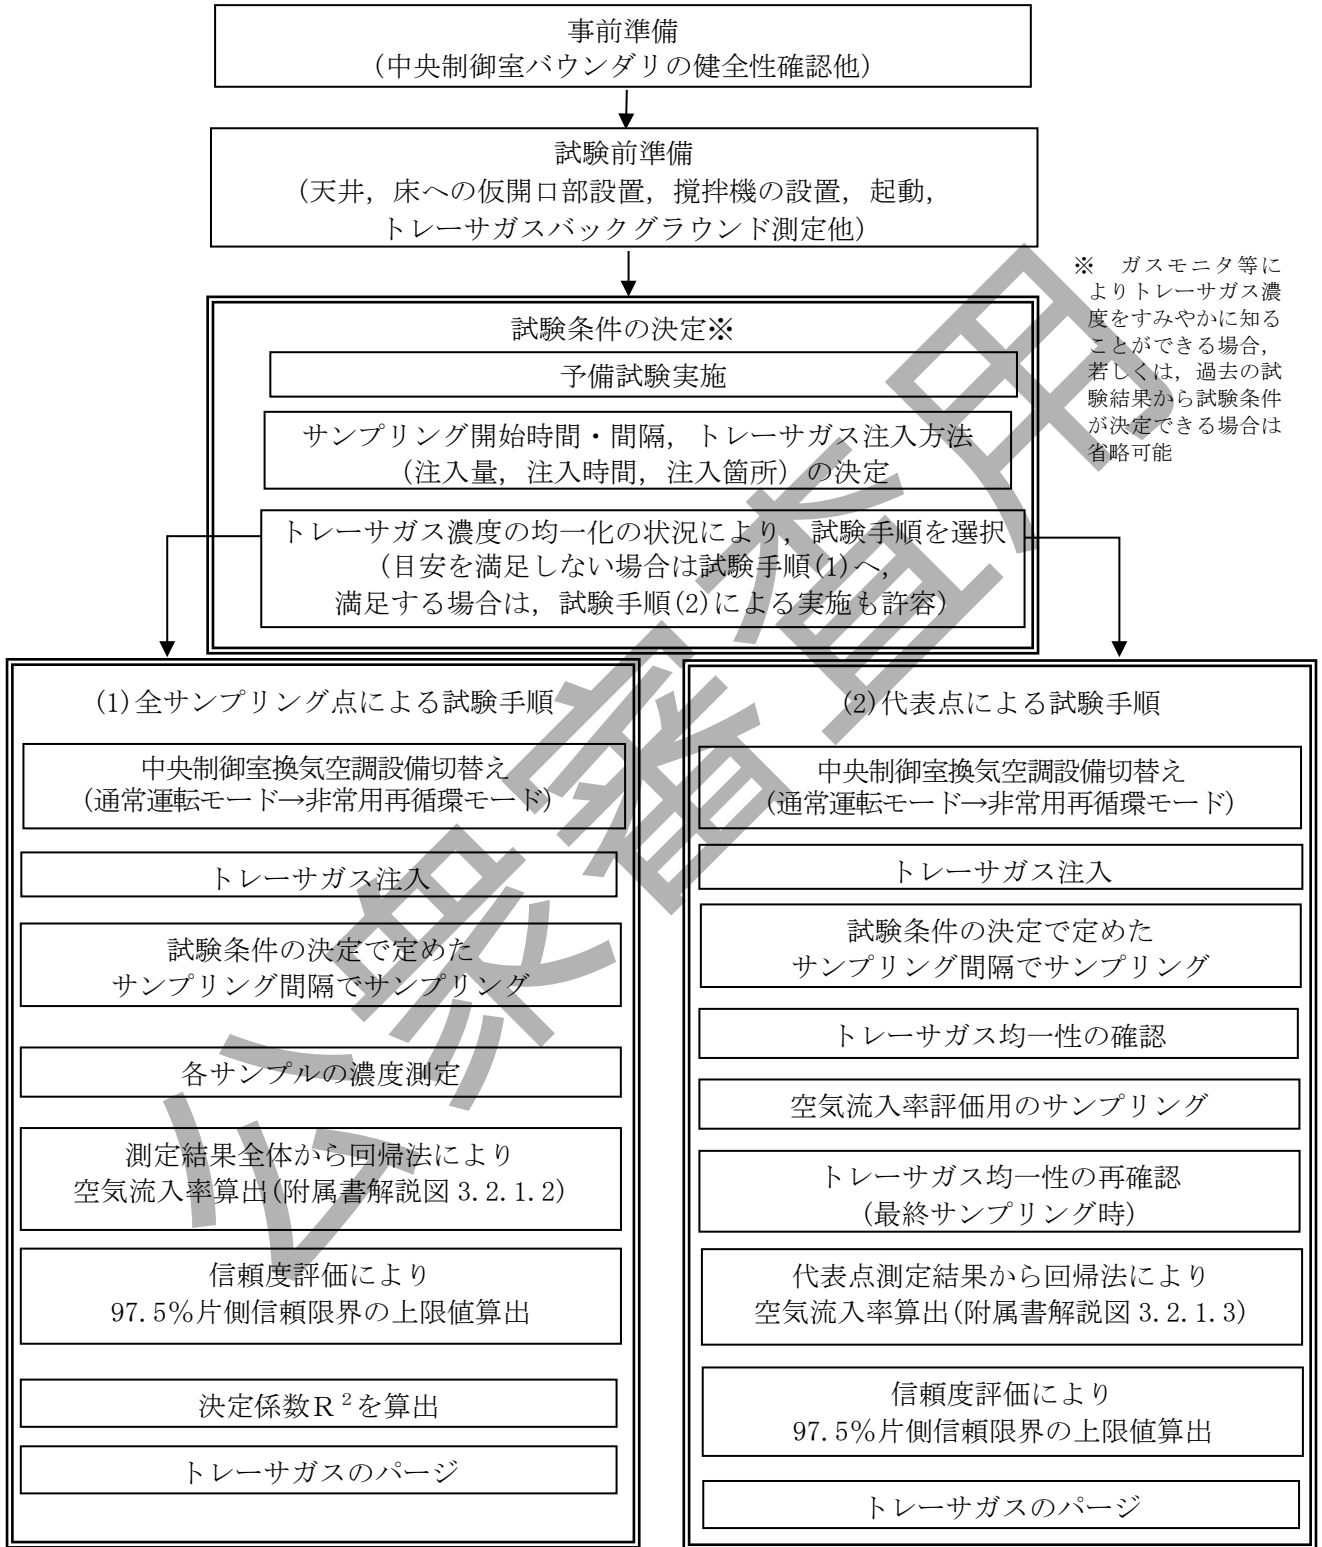 事前準備
（中央制御室バウンダリの健全性確認他）
試験前準備
（天井，床への仮開口部設置，撹拌機の設置，起動，
トレーサガスバックグラウンド測定他）
※　ガスモニタ等に
よりトレーサガス濃
度をすみやかに知る
ことができる場合，
若しくは，過去の試
験結果から試験条件
が決定できる場合は
省略可能
試験条件の決定※
予備試験実施
サンプリング開始時間・間隔，トレーサガス注入方法
（注入量，注入時間，注入箇所）の決定
トレーサガス濃度の均一化の状況により，試験手順を選択
（目安を満足しない場合は試験手順(1)へ，
満足する場合は，試験手順(2)による実施も許容）
(1)全サンプリング点による試験手順
中央制御室換気空調設備切替え
（通常運転モード→非常用再循環モード）
トレーサガス注入
試験条件の決定で定めた
サンプリング間隔でサンプリング
各サンプルの濃度測定
測定結果全体から回帰法により
空気流入率算出(附属書解説図 3.2.1.2)
信頼度評価により
97.5％片側信頼限界の上限値算出
決定係数Ｒ²を算出
トレーサガスのパージ
(2)代表点による試験手順
中央制御室換気空調設備切替え
（通常運転モード→非常用再循環モード）
トレーサガス注入
試験条件の決定で定めた
サンプリング間隔でサンプリング
トレーサガス均一性の確認
空気流入率評価用のサンプリング
トレーサガス均一性の再確認
（最終サンプリング時）
代表点測定結果から回帰法により
空気流入率算出(附属書解説図 3.2.1.3)
信頼度評価により
97.5％片側信頼限界の上限値算出
トレーサガスのパージ
公衆審査用